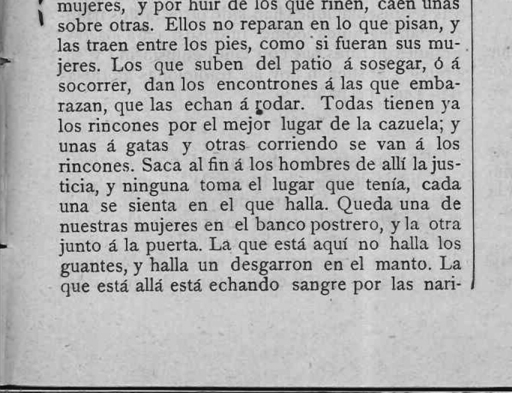 mujeres, y por huir de los que riñen, caen unas
sobre otras. Ellos no reparan en lo que pisan, y
las traen entre los pies, como si fueran sus mu-
jeres. Los que suben del patio á sosegar, ó á
socorrer, dan los encontrones á las que emba-
razan, que las echan á rodar. Todas tienen ya
los rincones por el mejor lugar de la cazuela; y
unas á gatas y otras corriendo se van á los
rincones. Saca al fin á los hombres de allí la jus-
ticia, y ninguna toma el lugar que tenía, cada
una se sienta en el que halla. Queda una de
nuestras mujeres en el banco postrero, y la otra
junto á la puerta. La que está aquí no halla los
guantes, y halla un desgarron en el manto. La
que está allá está echando sangre por las nari-